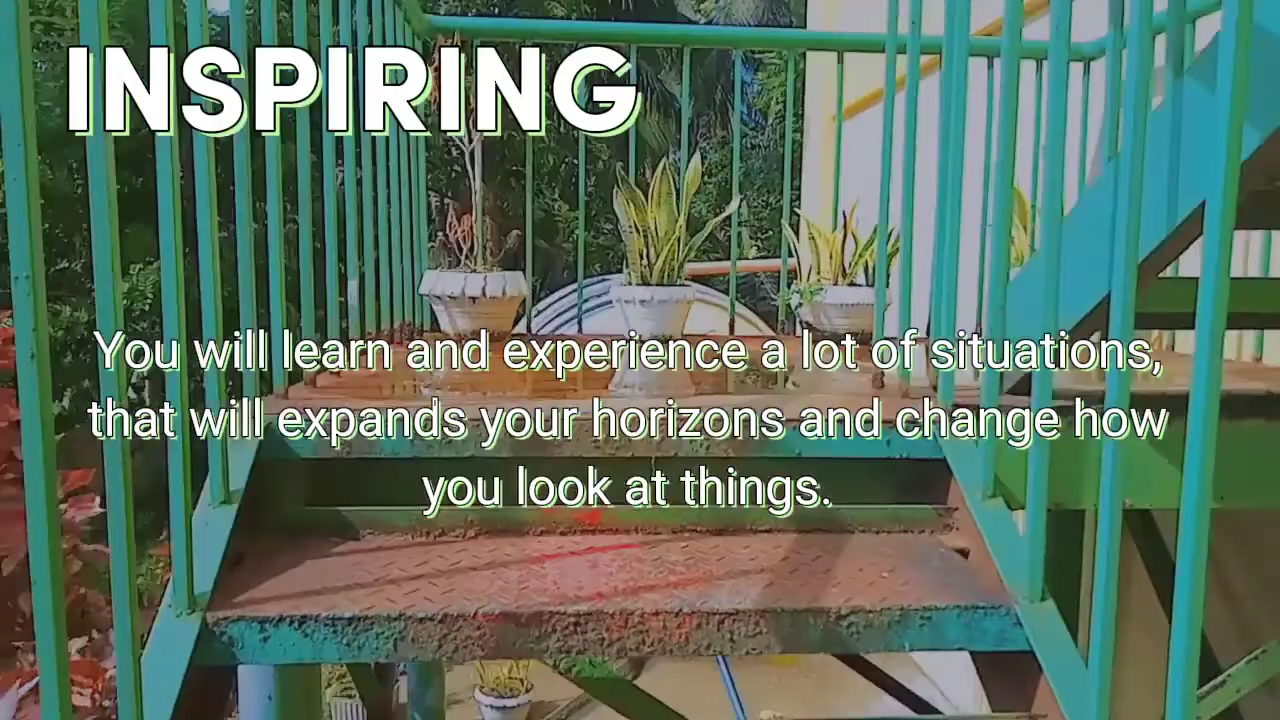 INSPIRING
You will learn and experience a lot of situations,
that will expands your horizons and change how
you look at things.